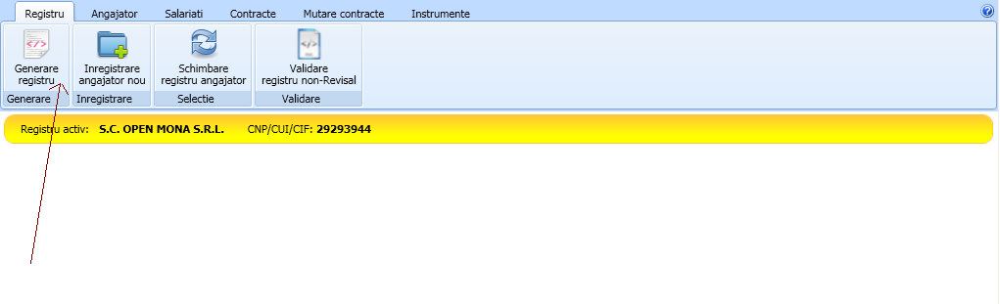 Registru Angajator Salariati Contracte Mutare contracte Instrumente
Generare registru
Inregistrare angajator nou
Schimbare registru angajator
Validare registru non-Revisal
Generare Inregistrare Selectie Validare
Registru activ: S.C. OPEN MONA S.R.L. CNP/CUI/CIF: 29293944